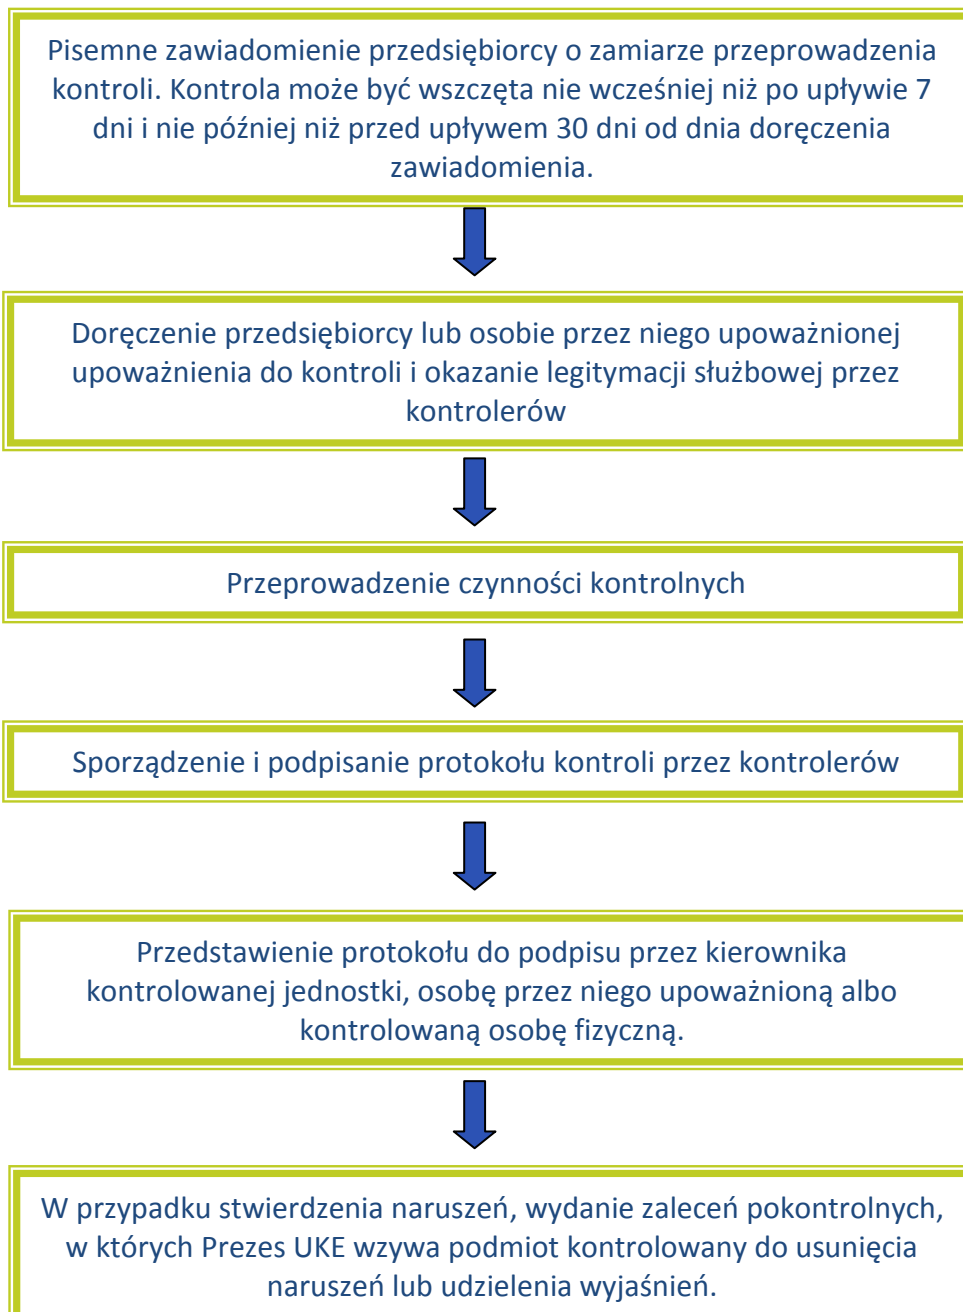 Pisemne zawiadomienie przedsiębiorcy o zamiarze przeprowadzenia
kontroli. Kontrola może być wszczęta nie wcześniej niż po upływie 7
dni i nie później niż przed upływem 30 dni od dnia doręczenia
zawiadomienia.
Doręczenie przedsiębiorcy lub osobie przez niego upoważnionej
upoważnienia do kontroli i okazanie legitymacji służbowej przez
kontrolerów
Przeprowadzenie czynności kontrolnych
Sporządzenie i podpisanie protokołu kontroli przez kontrolerów
Przedstawienie protokołu do podpisu przez kierownika
kontrolowanej jednostki, osobę przez niego upoważnioną albo
kontrolowaną osobę fizyczną.
W przypadku stwierdzenia naruszeń, wydanie zaleceń pokontrolnych,
w których Prezes UKE wzywa podmiot kontrolowany do usunięcia
naruszeń lub udzielenia wyjaśnień.